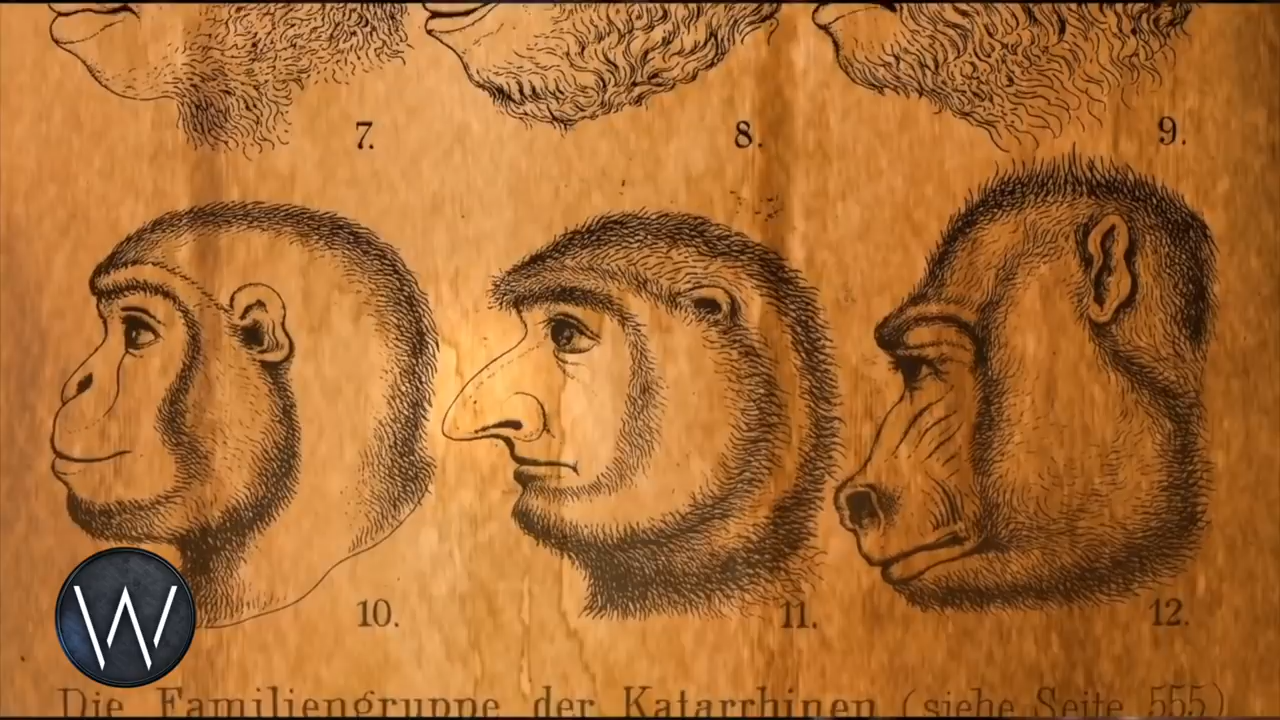 7. 8. 9.
10. 11. 12.
W
Die Familiengruppe der Katarrhinen (siehe Seite 555)